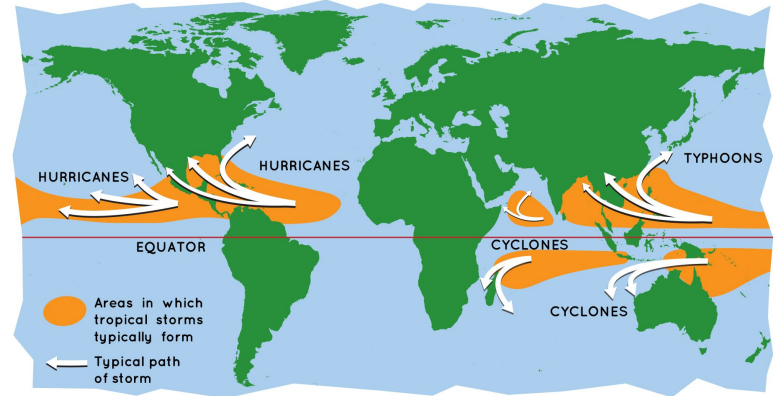 HURRICANES
HURRICANES
TYPHOONS
EQUATOR
CYCLONES
CYCLONES
Areas in which
tropical storms
typically form
Typical path
of storm